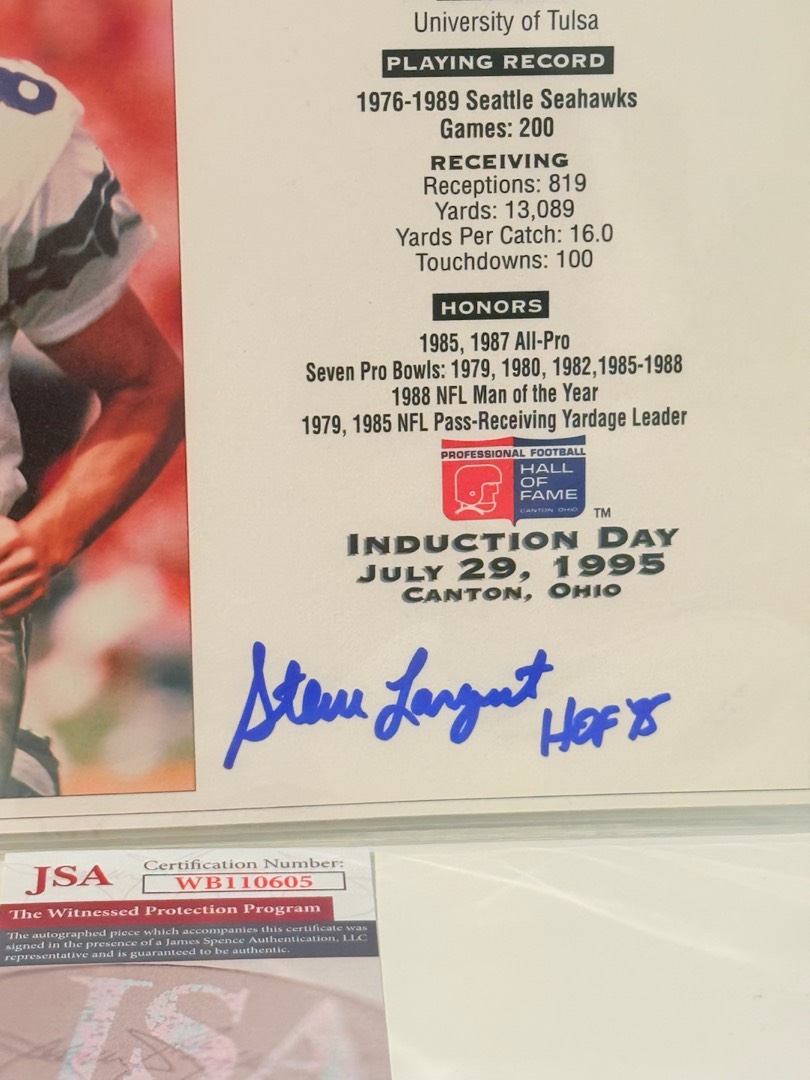 University of Tulsa
PLAYING RECORD
1976-1989 Seattle Seahawks
Games: 200
RECEIVING
Receptions: 819
Yards: 13,089
Yards Per Catch: 16.0
Touchdowns: 100
HONORS
1985, 1987 All-Pro
Seven Pro Bowls: 1979, 1980, 1982,1985-1988
1988 NFL Man of the Year
1979, 1985 NFL Pass-Receiving Yardage Leader
PROFESSIONAL FOOTBALL
HALL
OF
FAME
CANTON OHIO
TM
INDUCTION DAY
JULY 29, 1995
CANTON, OHIO
Steve Largent
HOF 95
JSA
Certification Number:
WB110605
The Witnessed Protection Program
The autographed piece which accompanies this certificate was
signed in the presence of a James Spence Authentication, LLC
representative and is guaranteed to be authentic.
JSA